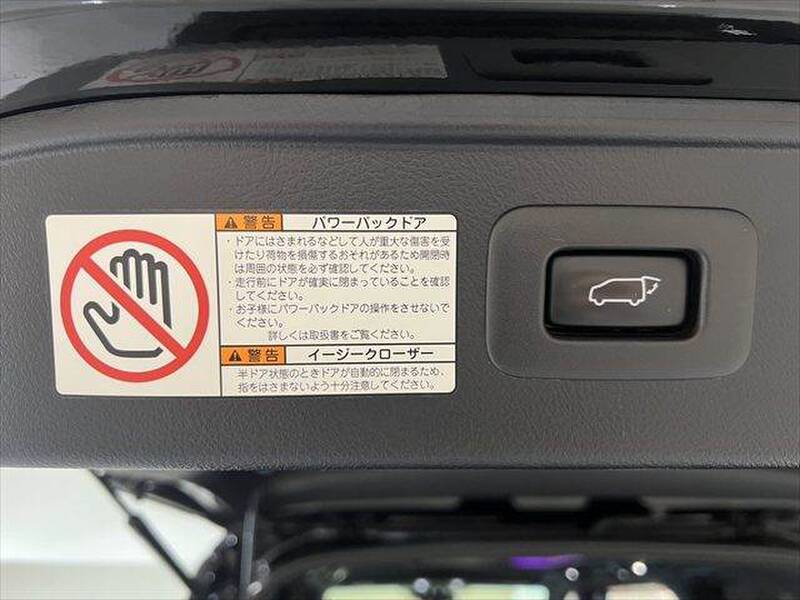 警告 パワーバックドア
・ドアにはさまれるなどして人が重大な傷害を受
けたり荷物を損傷するおそれがあるため開閉時
は周囲の状態を必ず確認してください。
・走行前にドアが確実に閉まっていることを確認
してください。
・お子様にパワーバックドアの操作をさせないで
ください。
詳しくは取扱書をご覧ください。
警告 イージークローザー
半ドア状態のときドアが自動的に閉まるため、
指をはさまないよう十分注意してください。